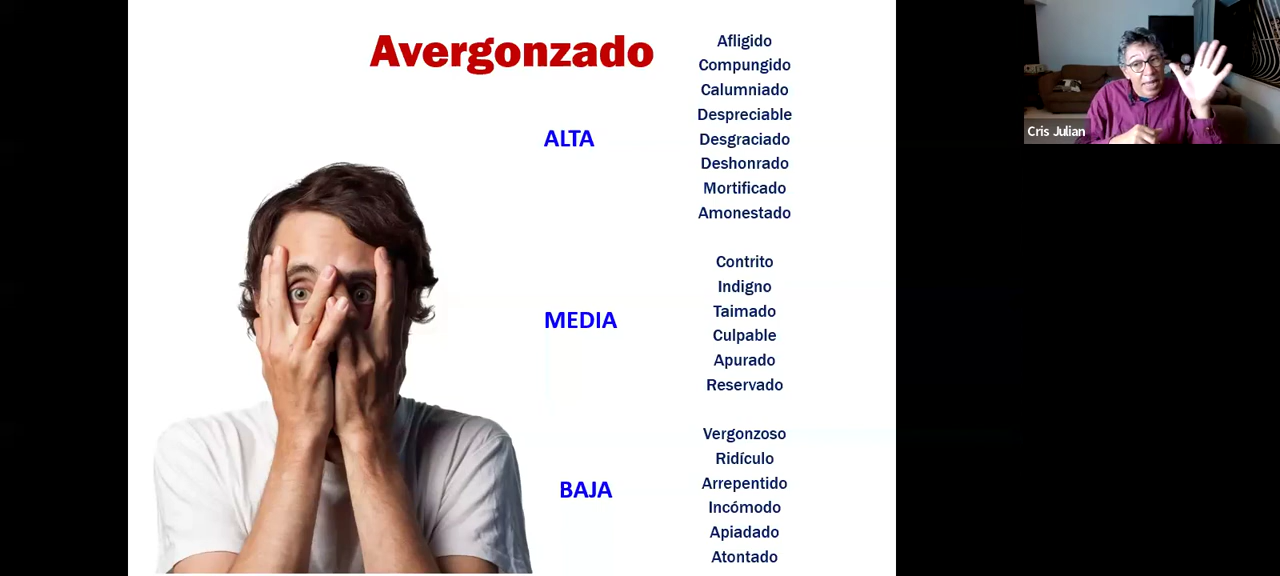 Avergonzado
ALTA
Afligido
Compungido
Calumniado
Despreciable
Desgraciado
Deshonrado
Mortificado
Amonestado
MEDIA
Contrito
Indigno
Taimado
Culpable
Apurado
Reservado
BAJA
Vergonzoso
Ridículo
Arrepentido
Incómodo
Apiadado
Atontado
Cris Julian